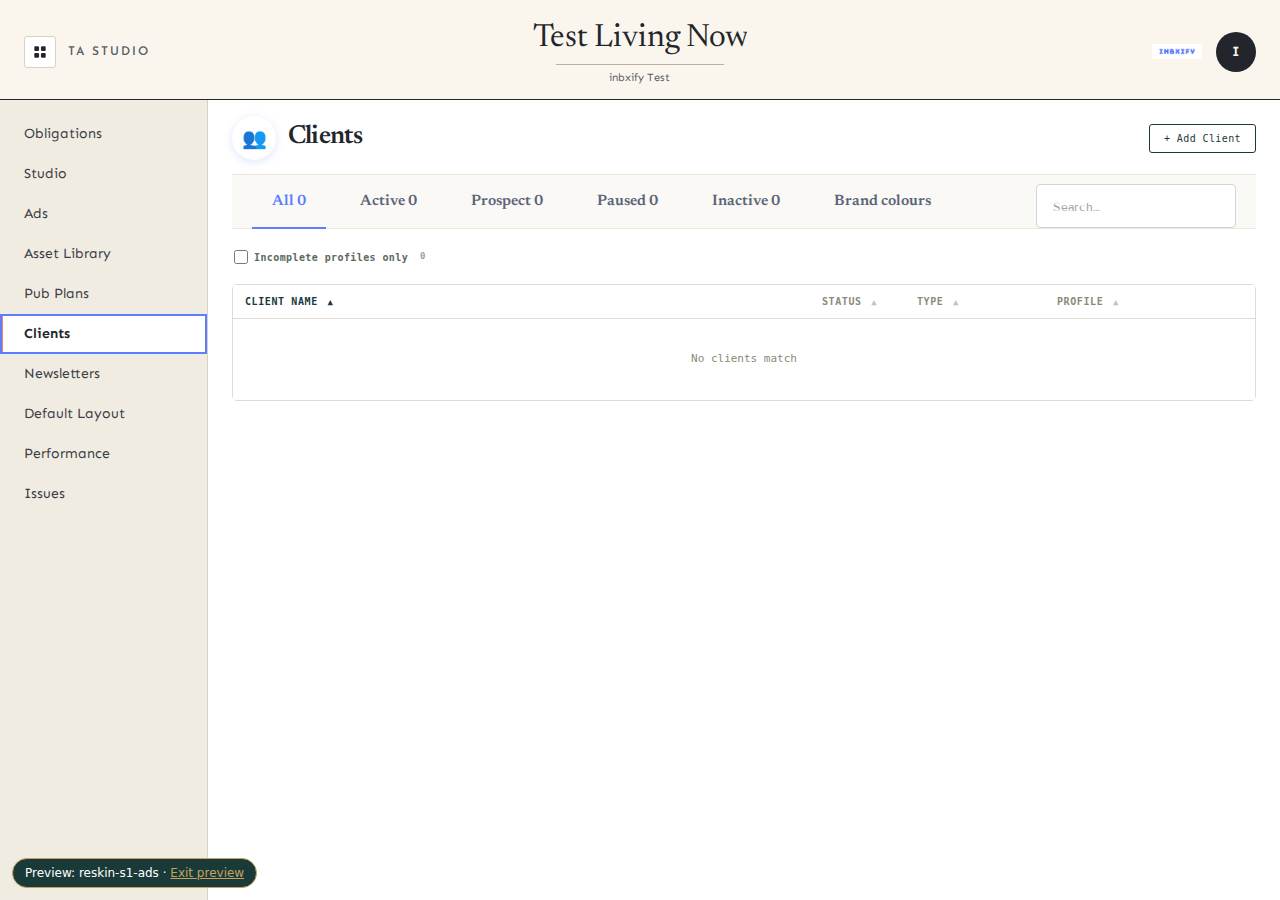 TA STUDIO
Test Living Now
inbxify Test
INBXIFY
I
Obligations
Studio
Ads
Asset Library
Pub Plans
Clients
Newsletters
Default Layout
Performance
Issues
Clients
+ Add Client
All 0
Active 0
Prospect 0
Paused 0
Inactive 0
Brand colours
Search...
Incomplete profiles only 0
CLIENT NAME ▲
STATUS ▲
TYPE ▲
PROFILE ▲
No clients match
Preview: reskin-s1-ads · Exit preview